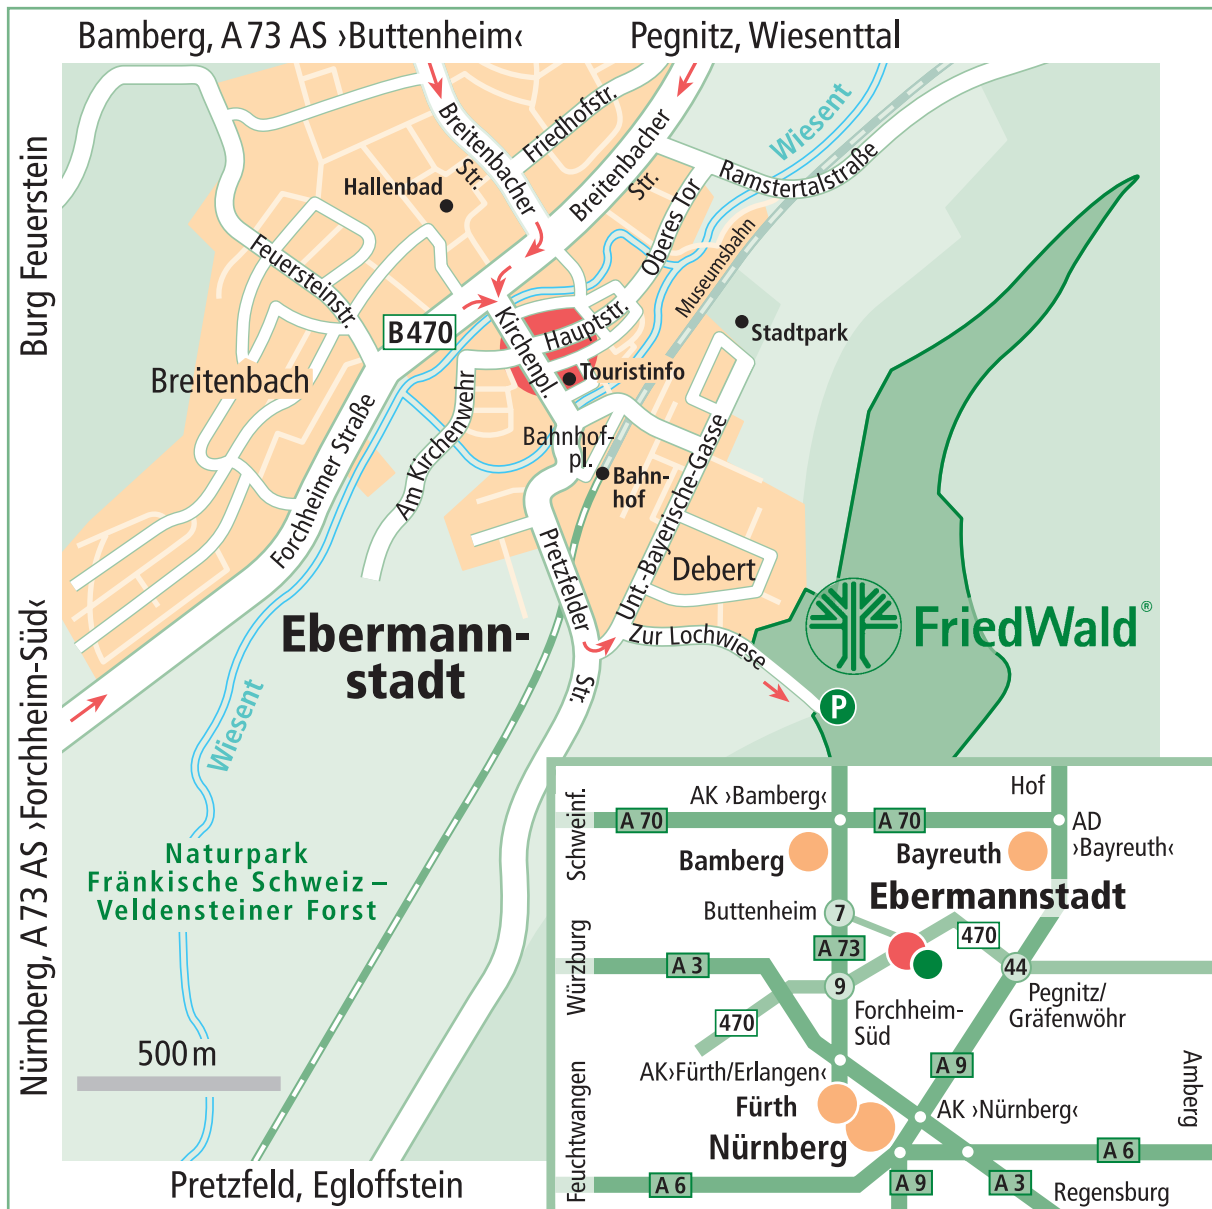 Bamberg, A 73 AS ›Buttenheim‹
Pegnitz, Wiesenttal
Burg Feuerstein
Nürnberg, A 73 AS ›Forchheim-Süd‹
Breitenbacher
Str.
Friedhofstr.
Breitenbacher
Str.
Wiesent
Ramstertalstraße
Hallenbad
Oberes Tor
Museumsbahn
Feuersteinstr.
B 470
Kirchenpl.
Hauptstr.
Stadtpark
Touristinfo
Breitenbach
Forchheimer Straße
Am Kirchenwehr
Bahnhof-
pl.
Bahn-
hof
Unt.-Bayerische-Gasse
Pretzfelder
Str.
Debert
Zur Lochwiese
FriedWald®
P
Ebermann-
stadt
Wiesent
Naturpark
Fränkische Schweiz –
Veldensteiner Forst
500 m
Pretzfeld, Egloffstein
Schweinf.
AK ›Bamberg‹
Hof
A 70
A 70
AD
›Bayreuth‹
Bamberg
Bayreuth
Ebermannstadt
Buttenheim
7
470
Würzburg
A 73
A 3
44
9
Pegnitz/
Gräfenwöhr
Forchheim-
Süd
470
A 9
AK ›Fürth/Erlangen‹
Amberg
Feuchtwangen
Fürth
AK ›Nürnberg‹
Nürnberg
A 6
A 6
A 9
A 3
Regensburg